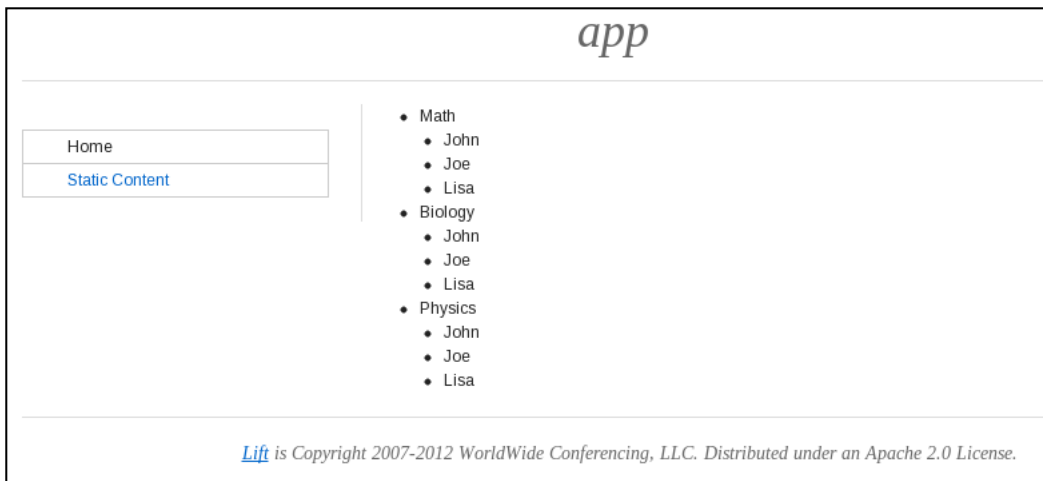 app
Home
Static Content
Math
John
Joe
Lisa
Biology
John
Joe
Lisa
Physics
John
Joe
Lisa
Lift is Copyright 2007-2012 WorldWide Conferencing, LLC. Distributed under an Apache 2.0 License.